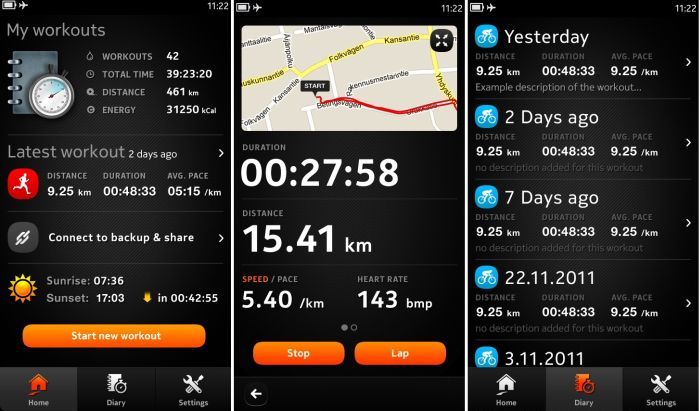 11:22
My workouts
WORKOUTS 42
TOTAL TIME 39:23:20
DISTANCE 461 km
ENERGY 31250 kCal
Latest workout 2 days ago
DISTANCE DURATION AVG. PACE
9.25 km 00:48:33 05:15 /km
Connect to backup & share
Sunrise: 07:36
Sunset: 17:03 in 00:42:55
Start new workout
Home Diary Settings
11:22
Folkvägen Kansantie
Folkvägen Kansantie
START
DURATION
00:27:58
DISTANCE
15.41 km
SPEED / PACE HEART RATE
5.40 /km 143 bmp
Stop Lap
11:22
Yesterday
DISTANCE DURATION AVG. PACE
9.25 km 00:48:33 9.25 /km
Example description of the workout...
2 Days ago
DISTANCE DURATION AVG. PACE
9.25 km 00:48:33 9.25 /km
no description added for this workout
7 Days ago
DISTANCE DURATION AVG. PACE
9.25 km 00:48:33 9.25 /km
no description added for this workout
22.11.2011
DISTANCE DURATION AVG. PACE
9.25 km 00:48:33 9.25 /km
no description added for this workout
3.11.2011
Home Diary Settings